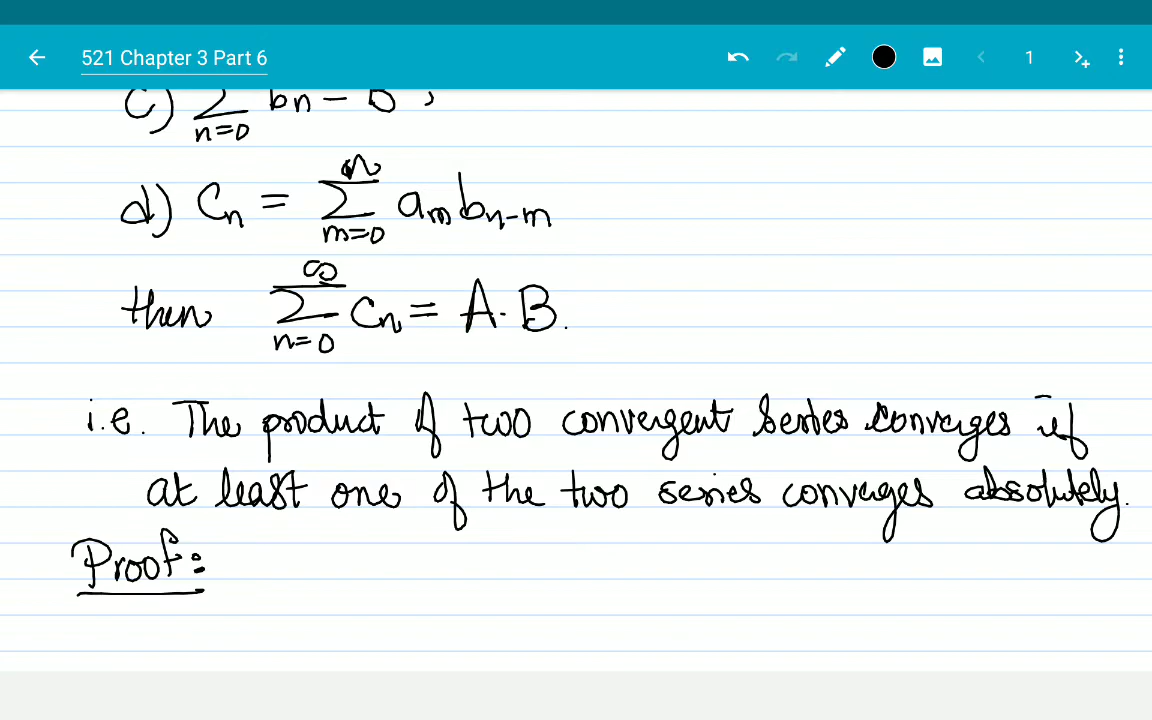 521 Chapter 3 Part 6
1
c) ∑_{n=0} bn = B,
d) Cn = ∑_{m=0}^{n} am bn-m
then ∑_{n=0}^{∞} Cn = A·B.
i.e. The product of two convergent series converges if
at least one of the two series converges absolutely.
Proof: